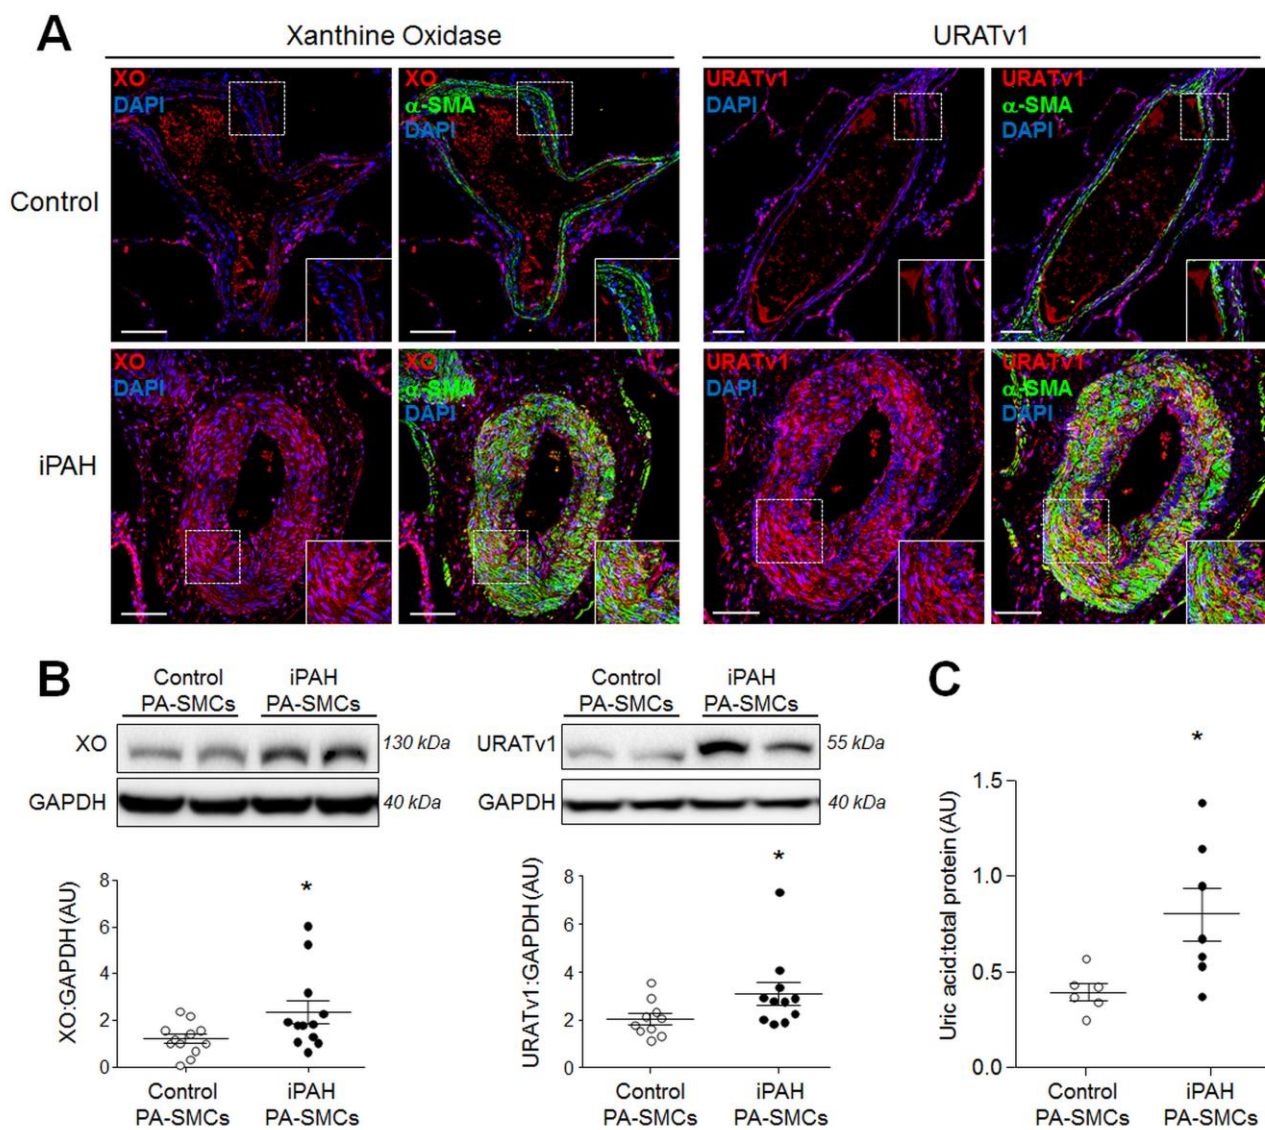 A
Xanthine Oxidase
URATv1
Control
XO
DAPI
XO
α-SMA
DAPI
URATv1
DAPI
URATv1
α-SMA
DAPI
iPAH
XO
DAPI
XO
α-SMA
DAPI
URATv1
DAPI
URATv1
α-SMA
DAPI
B
Control
PA-SMCs
iPAH
PA-SMCs
XO
130 kDa
GAPDH
40 kDa
XO:GAPDH (AU)
8
6
4
2
0
*
Control
PA-SMCs
iPAH
PA-SMCs
Control
PA-SMCs
iPAH
PA-SMCs
URATv1
55 kDa
GAPDH
40 kDa
URATv1:GAPDH (AU)
8
6
4
2
0
*
Control
PA-SMCs
iPAH
PA-SMCs
C
Uric acid:total protein (AU)
1.5
1.0
0.5
0.0
*
Control
PA-SMCs
iPAH
PA-SMCs